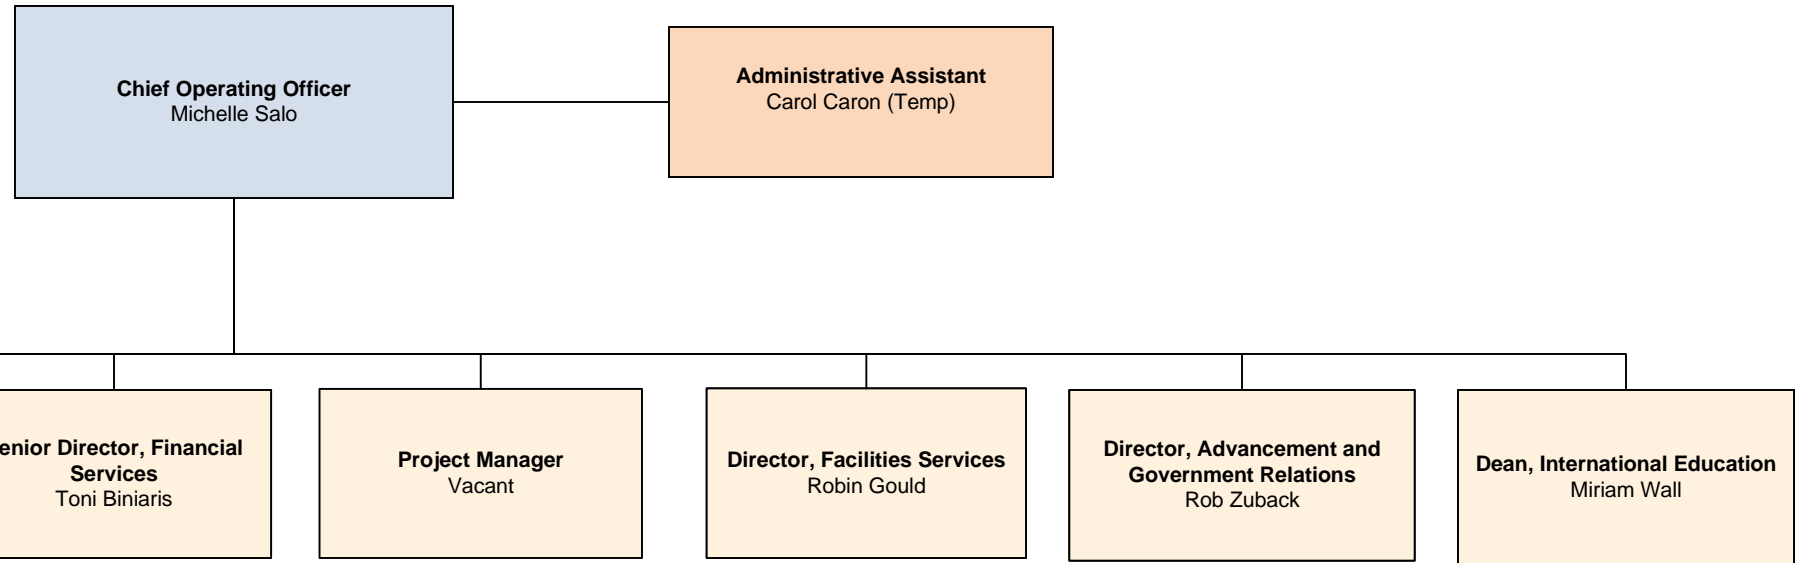 Chief Operating Officer
Michelle Salo
Administrative Assistant
Carol Caron (Temp)
enior Director, Financial
Services
Toni Biniaris
Project Manager
Vacant
Director, Facilities Services
Robin Gould
Director, Advancement and
Government Relations
Rob Zuback
Dean, International Education
Miriam Wall